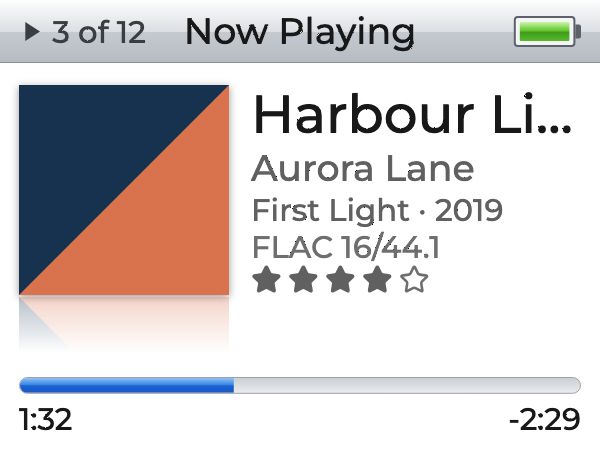 3 of 12 Now Playing
Harbour Li...
Aurora Lane
First Light · 2019
FLAC 16/44.1
1:32 -2:29